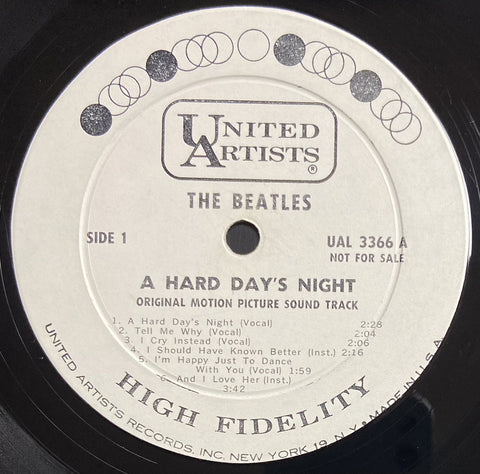 UNITED
ARTISTS®
THE BEATLES
SIDE 1
UAL 3366 A
NOT FOR SALE
A HARD DAY'S NIGHT
ORIGINAL MOTION PICTURE SOUND TRACK
1. A Hard Day's Night (Vocal) 2:28
2. Tell Me Why (Vocal) 2:04
3. I Cry Instead (Vocal) 2:06
4. I Should Have Known Better (Inst.) 2:16
5. I'm Happy Just To Dance
With You (Vocal) 1:59
6. And I Love Her (Inst.)
3:42
HIGH FIDELITY
UNITED ARTISTS RECORDS, INC. NEW YORK 19, N.Y. ★ MADE IN U.S.A.